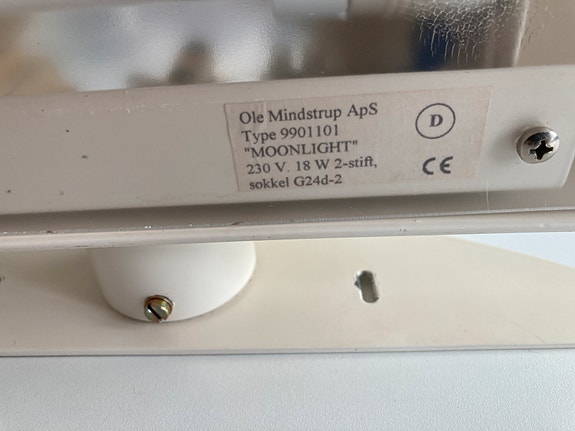 Ole Mindstrup ApS
Type 9901101
"MOONLIGHT"
230 V. 18 W 2-stift,
sokkel G24d-2
D
CE